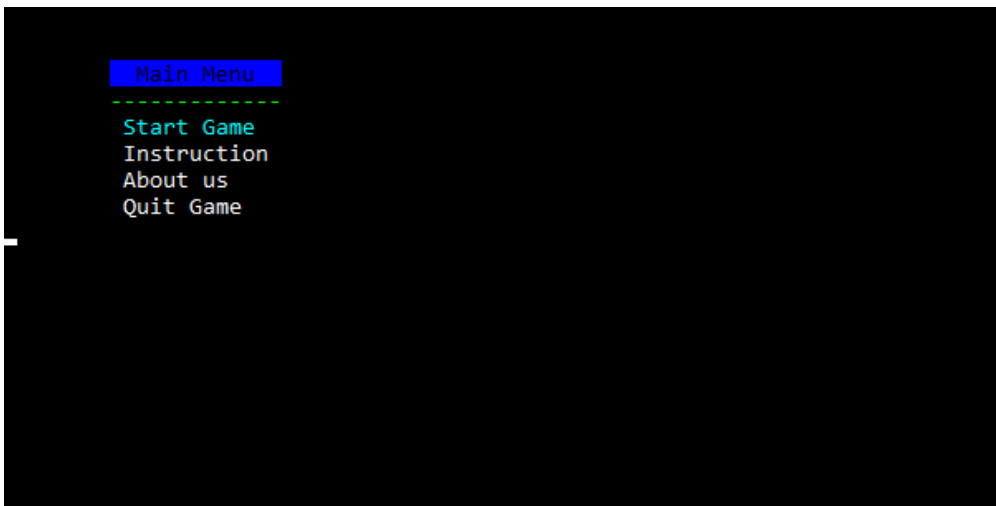 Main Menu
-------------
Start Game
Instruction
About us
Quit Game